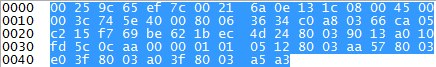 0000 00 25 9c 65 ef 7c 00 21 6a 0e 13 1c 08 00 45 00
0010 00 3c 74 5e 40 00 80 06 36 34 c0 a8 03 66 ca 05
0020 c2 15 f7 69 be 62 1b ec 4d 24 80 03 90 13 a0 10
0030 fd 5c 0c aa 00 00 01 01 05 12 80 03 aa 57 80 03
0040 e0 3f 80 03 a0 3f 80 03 a5 a3